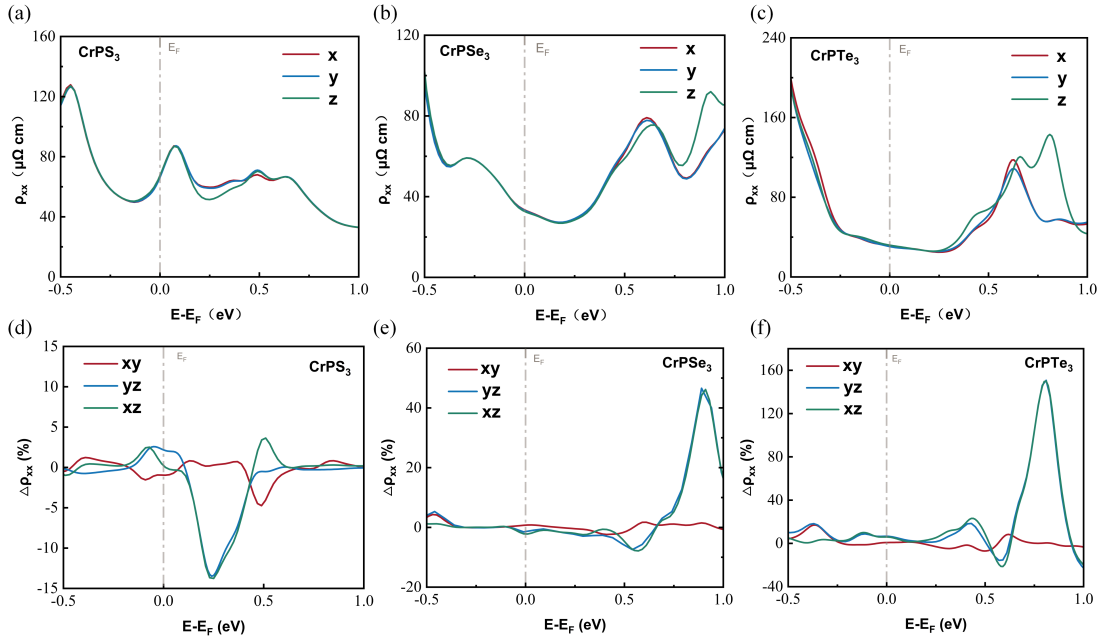 (a)
160
120
80
40
0
ρxx (μΩ cm)
CrPS3
EF
x
y
z
-0.5 0.0 0.5 1.0
E-EF (eV)
(b)
120
80
40
0
ρxx (μΩ cm)
CrPSe3
EF
x
y
z
-0.5 0.0 0.5 1.0
E-EF (eV)
(c)
240
160
80
0
ρxx (μΩ cm)
CrPTe3
EF
x
y
z
-0.5 0.0 0.5 1.0
E-EF (eV)
(d)
15
10
5
0
-5
-10
-15
△ρxx (%)
xy
yz
xz
EF
CrPS3
-0.5 0.0 0.5 1.0
E-EF (eV)
(e)
60
40
20
0
-20
△ρxx (%)
xy
yz
xz
EF
CrPSe3
-0.5 0.0 0.5 1.0
E-EF (eV)
(f)
160
120
80
40
0
-40
△ρxx (%)
xy
yz
xz
EF
CrPTe3
-0.5 0.0 0.5 1.0
E-EF (eV)